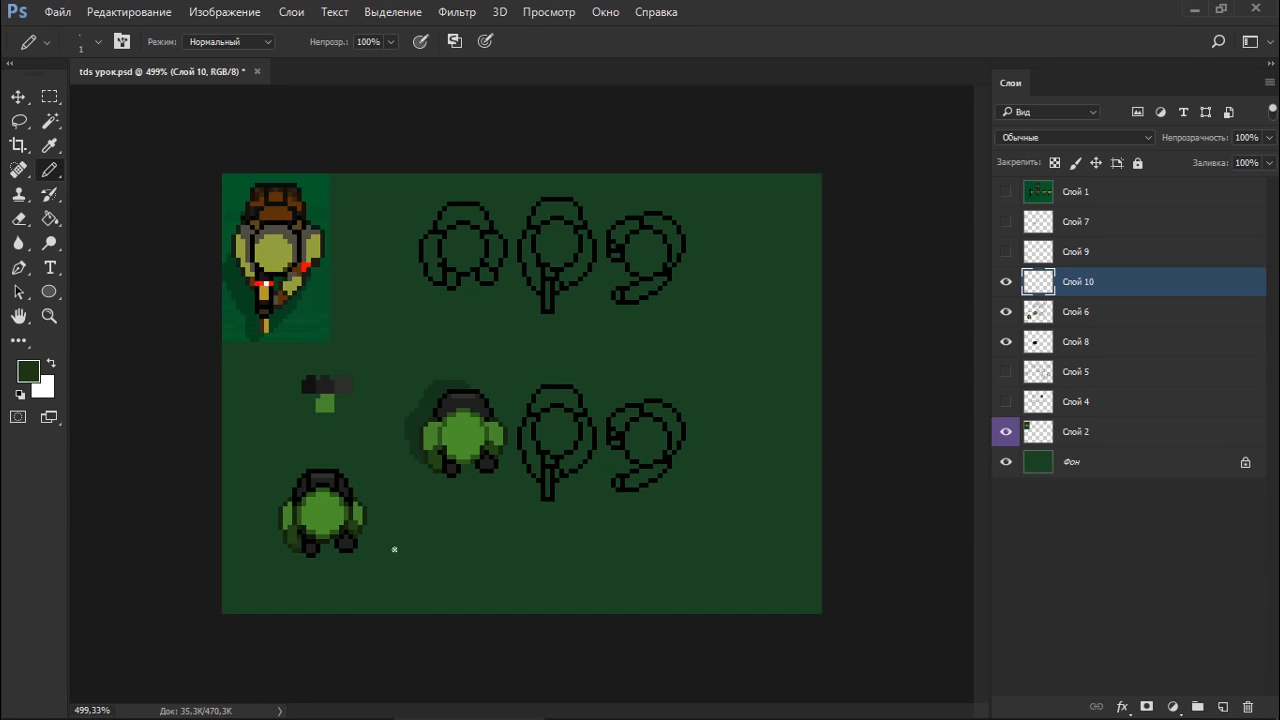 Ps Файл Редактирование Изображение Слои Текст Выделение Фильтр 3D Просмотр Окно Справка
1 Режим: Нормальный Непрозр.: 100%
tds урок.psd @ 499% (Слой 10, RGB/8) *
Слои
Вид
Обычные Непрозрачность: 100%
Закрепить: Заливка: 100%
Слой 1
Слой 7
Слой 9
Слой 10
Слой 6
Слой 8
Слой 5
Слой 4
Слой 2
Фон
499,33% Док: 35,3K/470,3K